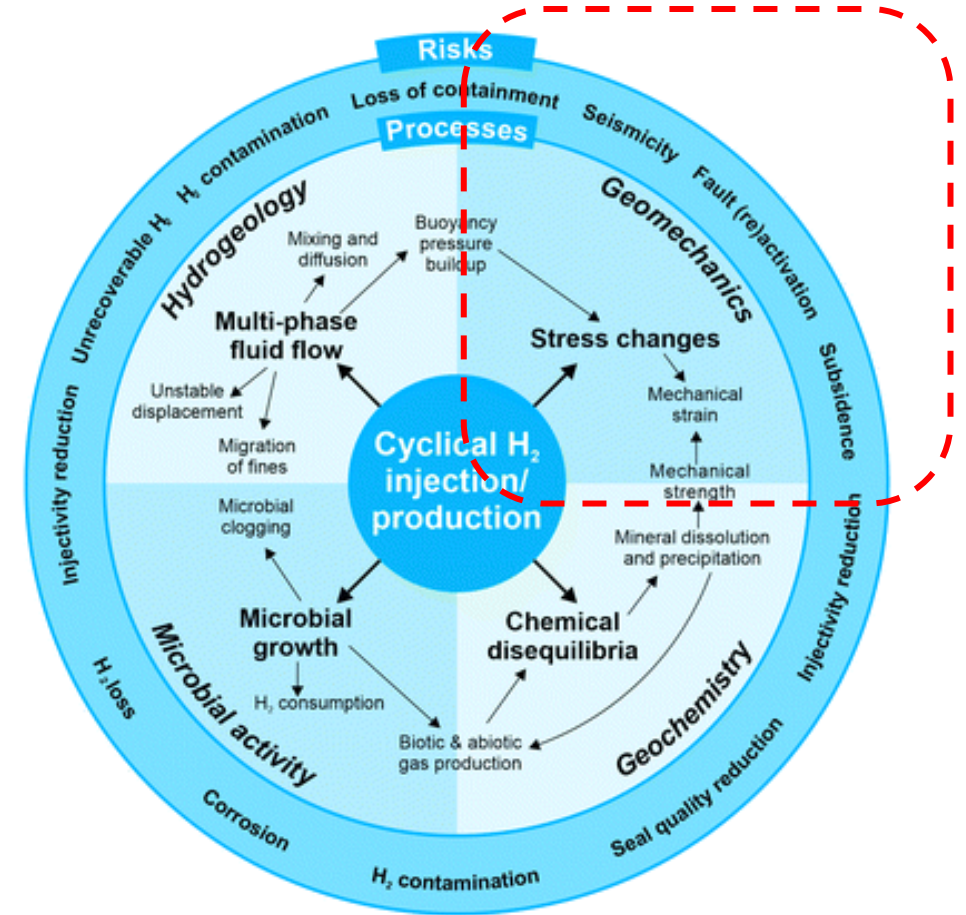 Risks
Loss of containment
Seismicity
Fault (re)activation
Subsidence
Injectivity reduction
Seal quality reduction
H₂ contamination
Corrosion
H₂ loss
Injectivity reduction
Unrecoverable H₂
H₂ contamination
Processes
Hydrogeology
Mixing and
diffusion
Buoyancy
pressure
buildup
Multi-phase
fluid flow
Unstable
displacement
Migration
of fines
Geomechanics
Stress changes
Mechanical
strain
Mechanical
strength
Cyclical H₂
injection/
production
Microbial
clogging
Microbial
growth
H₂ consumption
Microbial activity
Mineral dissolution
and precipitation
Chemical
disequilibria
Biotic & abiotic
gas production
Geochemistry